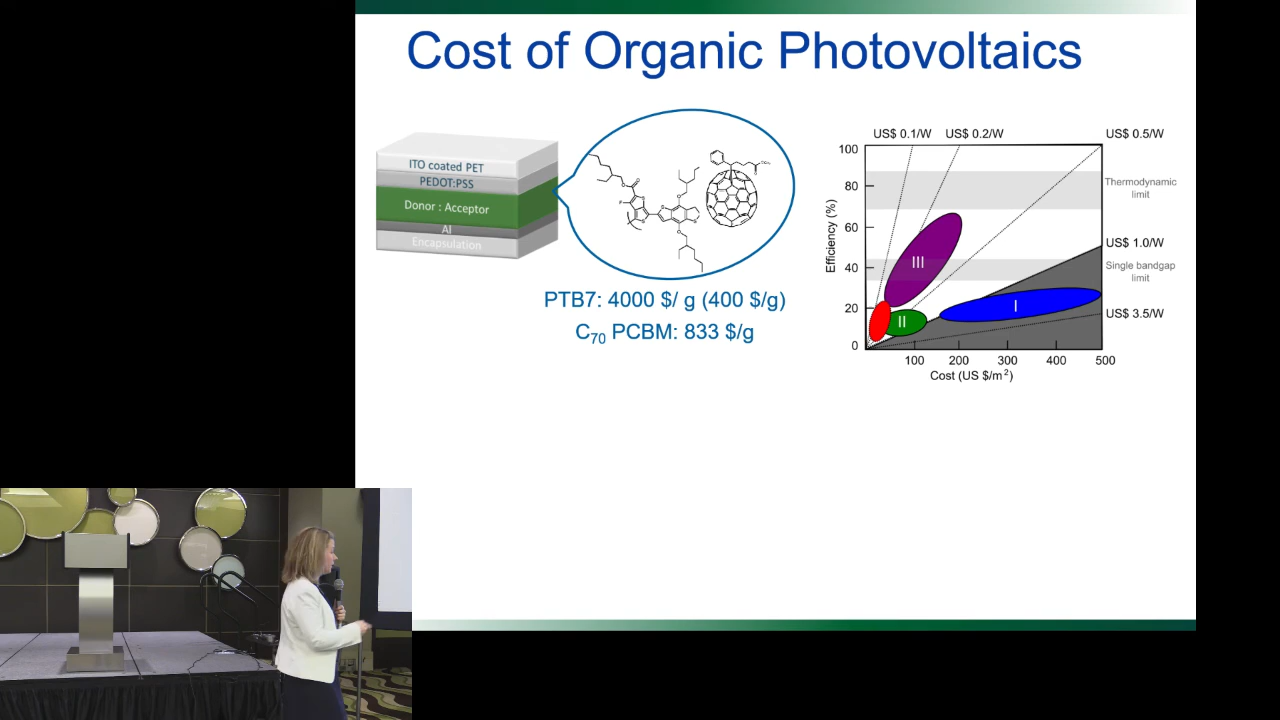 Cost of Organic Photovoltaics
ITO coated PET
PEDOT:PSS
Donor : Acceptor
Al
Encapsulation
F
O
O
O
O
PTB7: 4000 $/ g (400 $/g)
C₇₀ PCBM: 833 $/g
US$ 0.1/W US$ 0.2/W US$ 0.5/W
100
80
60
40
20
0
Efficiency (%)
Thermodynamic
limit
US$ 1.0/W
Single bandgap
limit
US$ 3.5/W
III
II
I
100 200 300 400 500
Cost (US $/m²)